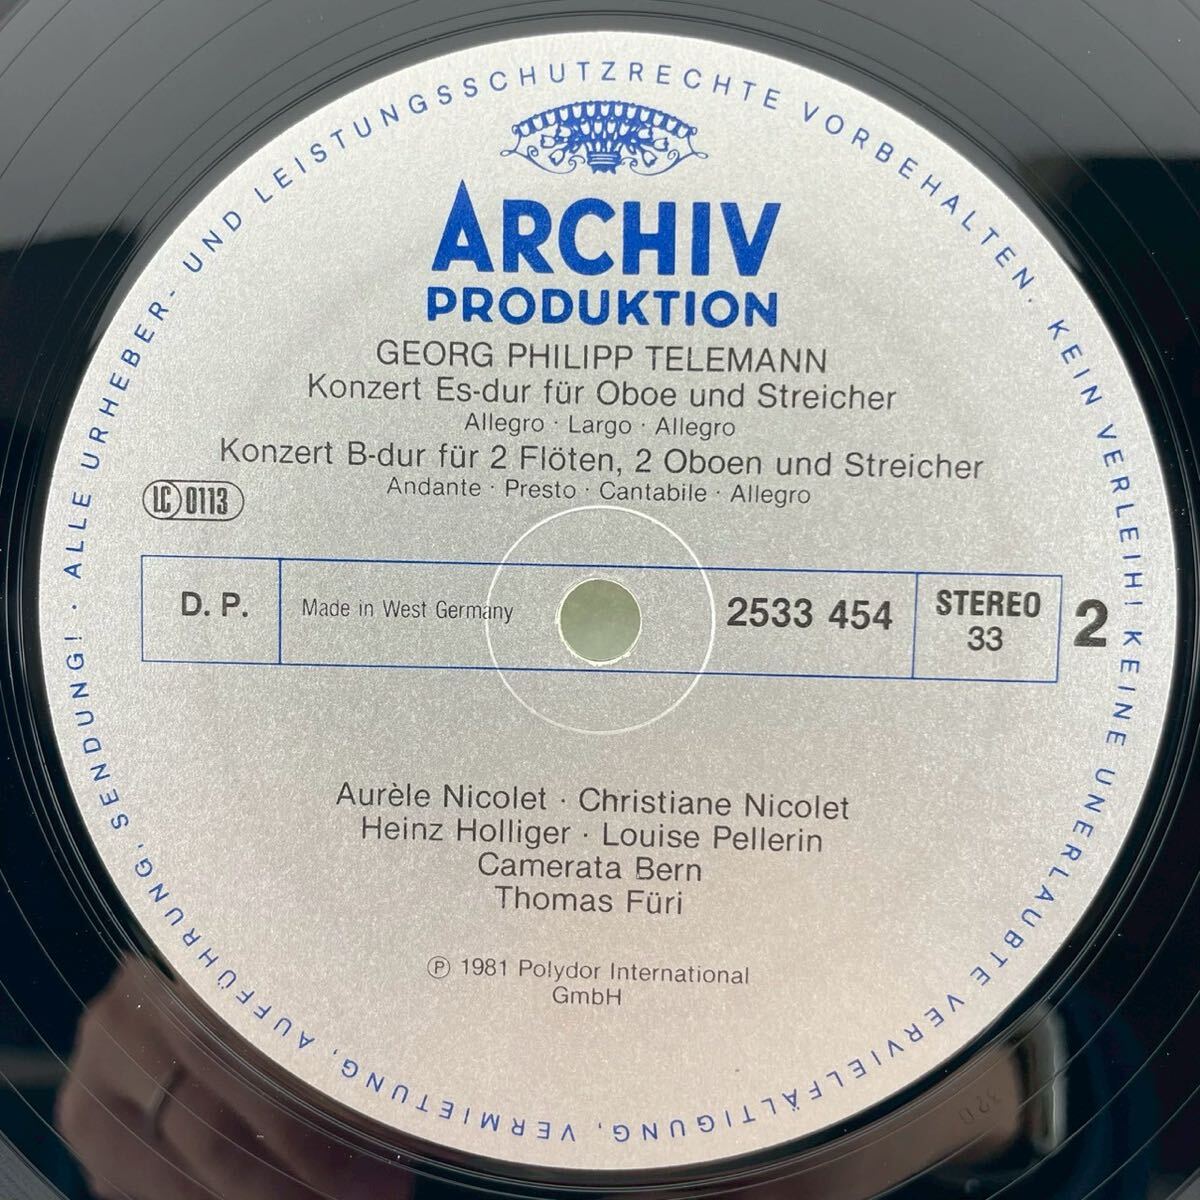 ALLE URHEBER- UND LEISTUNGSSCHUTZRECHTE VORBEHALTEN. KEIN VERLEIH! KEINE UNERLAUBTE VERVIELFÄLTIGUNG, VERMIETUNG, AUFFÜHRUNG, SENDUNG! ·
ARCHIV
PRODUKTION
GEORG PHILIPP TELEMANN
Konzert Es-dur für Oboe und Streicher
Allegro · Largo · Allegro
Konzert B-dur für 2 Flöten, 2 Oboen und Streicher
Andante · Presto · Cantabile · Allegro
LC 0113
D. P.
Made in West Germany
2533 454
STEREO
33
2
Aurèle Nicolet · Christiane Nicolet
Heinz Holliger · Louise Pellerin
Camerata Bern
Thomas Füri
℗ 1981 Polydor International
GmbH